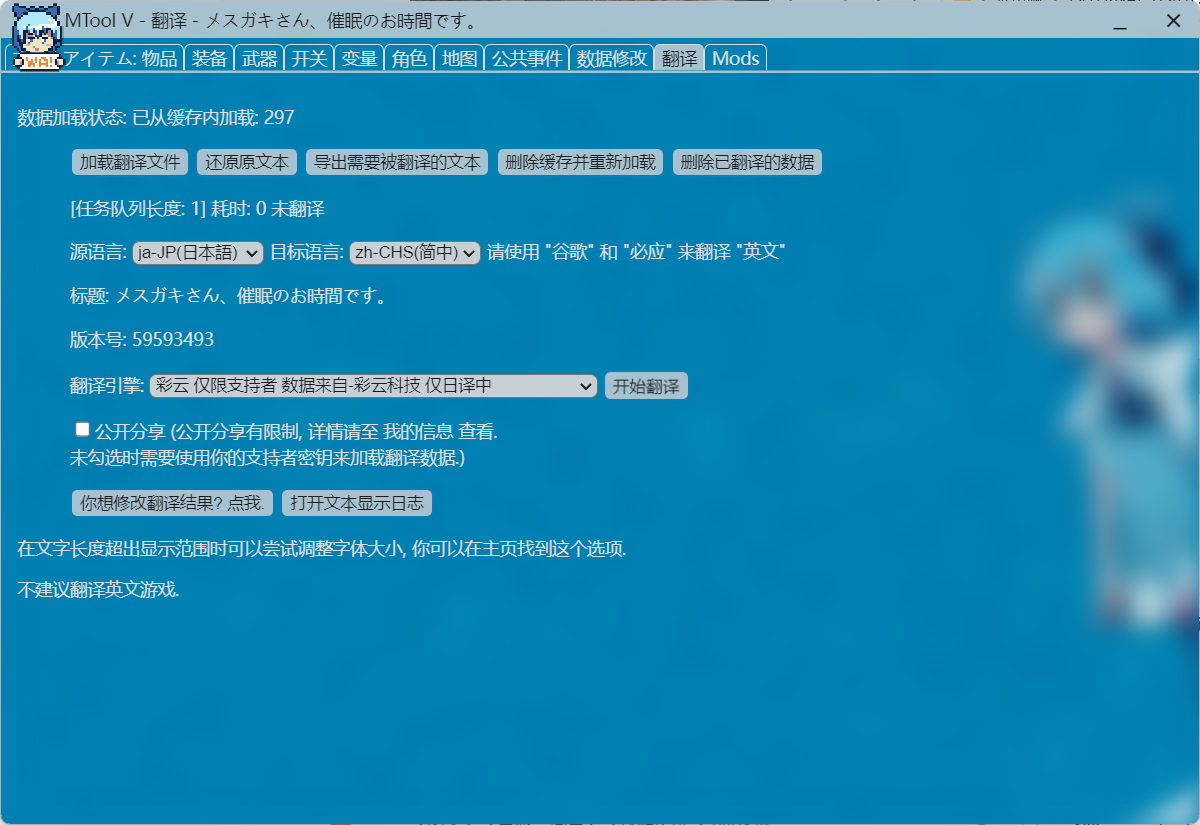 MTool V - 翻译 - メスガキさん、催眠のお時間です。
WA!
アイテム: 物品 装备 武器 开关 变量 角色 地图 公共事件 数据修改 翻译 Mods
数据加载状态: 已从缓存内加载: 297
加载翻译文件 还原原文本 导出需要被翻译的文本 删除缓存并重新加载 删除已翻译的数据
[任务队列长度: 1] 耗时: 0 未翻译
源语言: ja-JP(日本語) 目标语言: zh-CHS(简中) 请使用 "谷歌" 和 "必应" 来翻译 "英文"
标题: メスガキさん、催眠のお時間です。
版本号: 59593493
翻译引擎: 彩云 仅限支持者 数据来自-彩云科技 仅日译中 开始翻译
公开分享 (公开分享有限制, 详情请至 我的信息 查看.
未勾选时需要使用你的支持者密钥来加载翻译数据.)
你想修改翻译结果? 点我. 打开文本显示日志
在文字长度超出显示范围时可以尝试调整字体大小, 你可以在主页找到这个选项.
不建议翻译英文游戏.